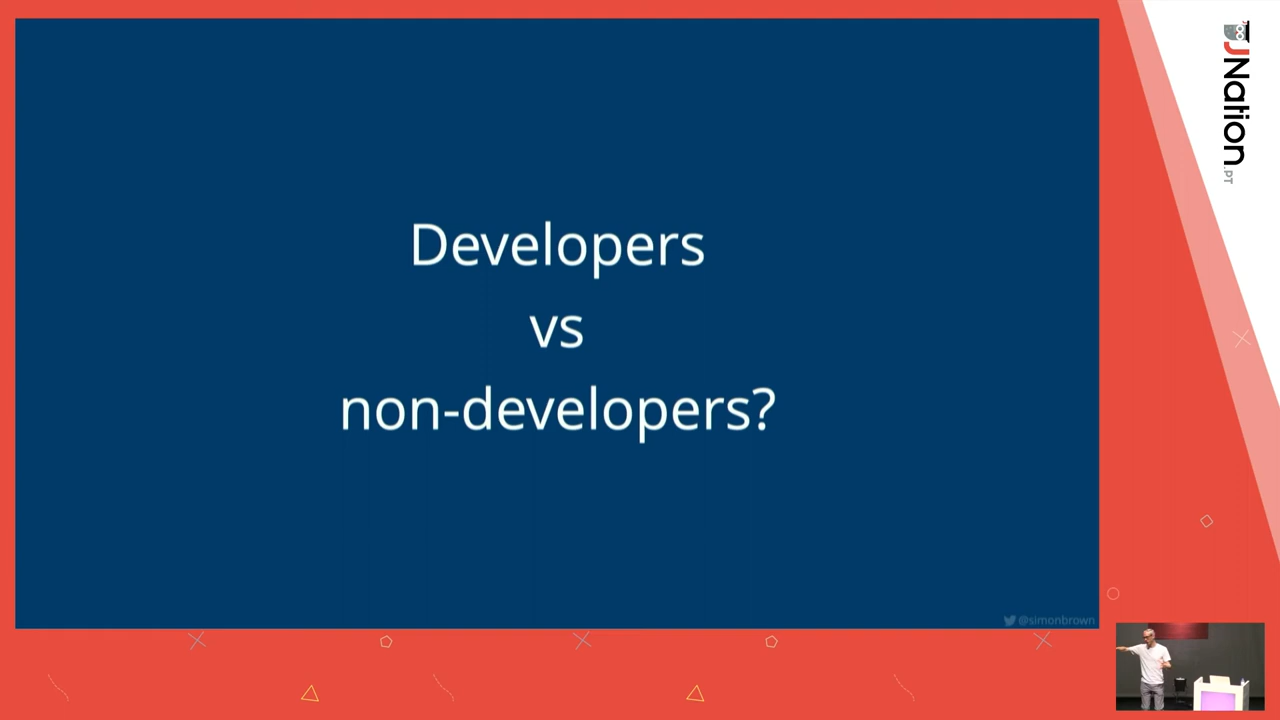 Developers
vs
non-developers?
@simonbrown
JNation
.PT